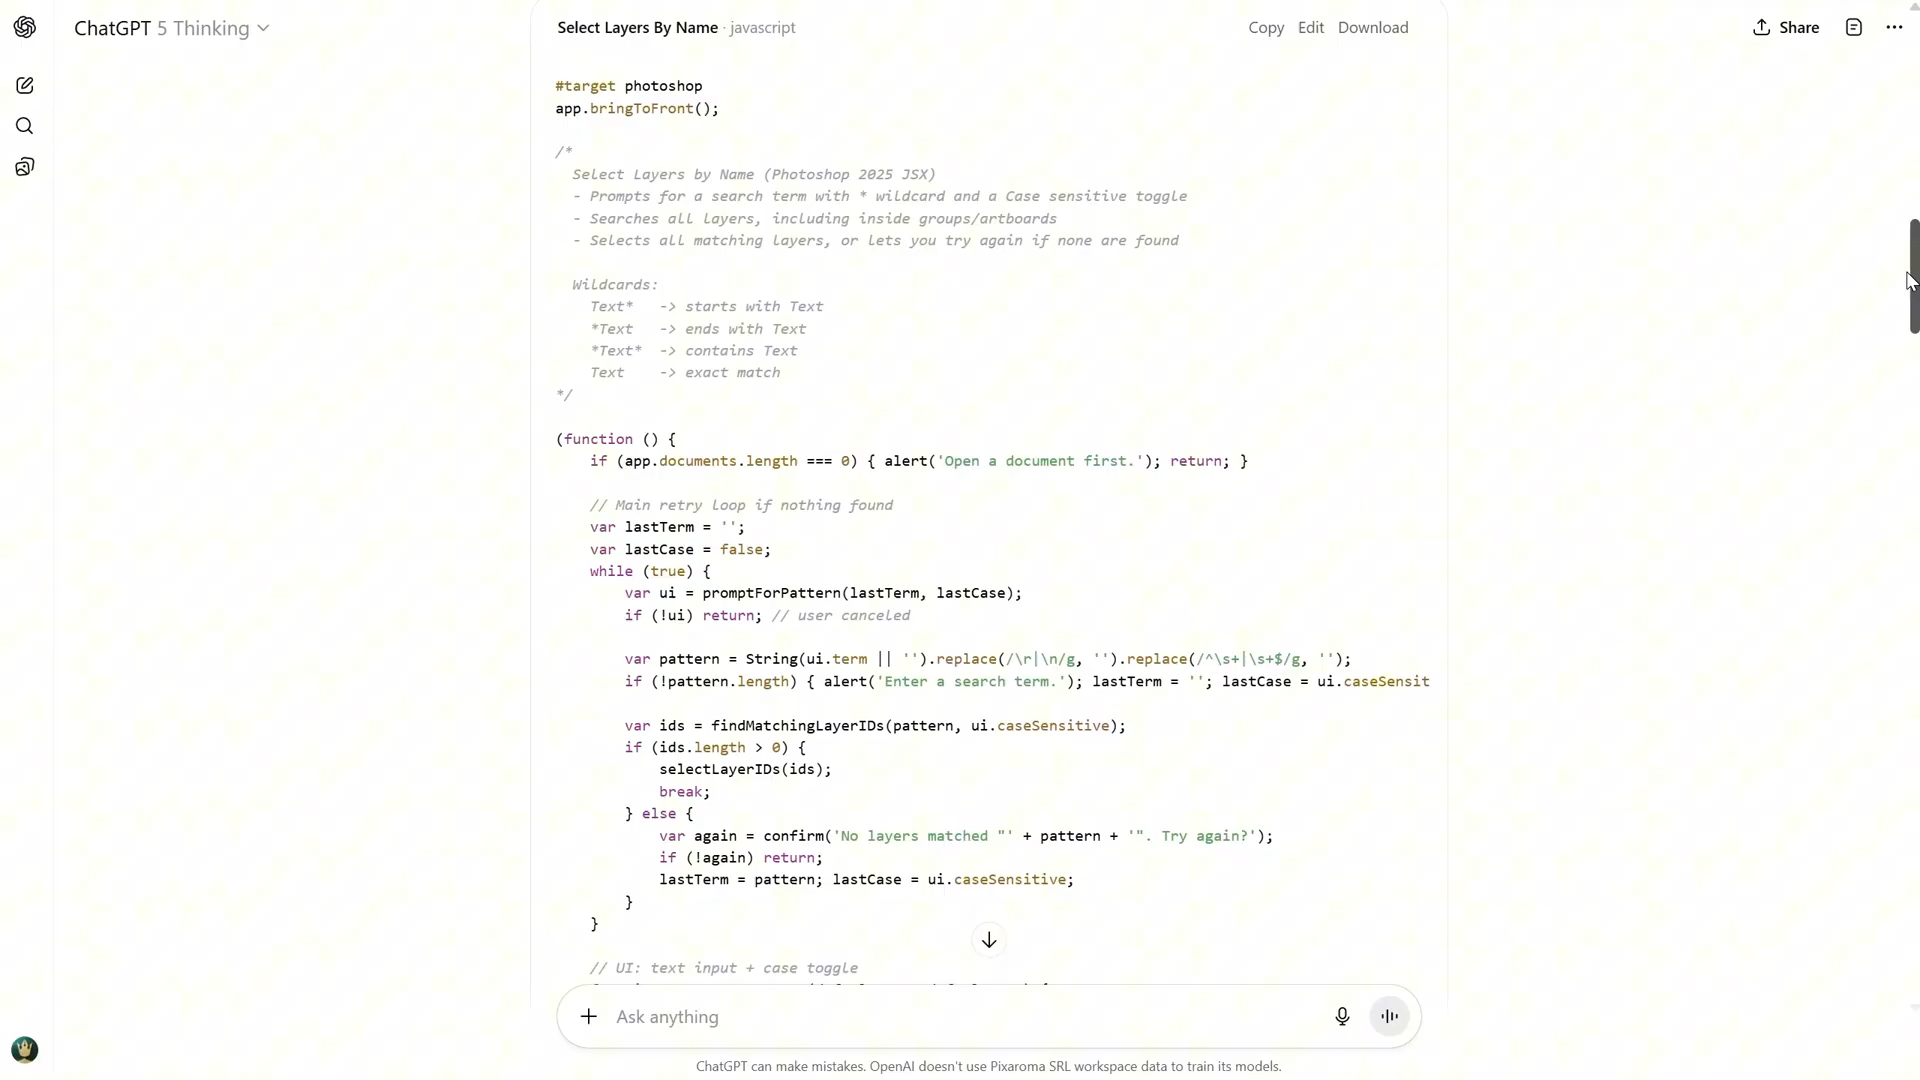 ChatGPT 5 Thinking
Select Layers By Name · javascript
Copy Edit Download
Share
#target photoshop
app.bringToFront();
/*
Select Layers by Name (Photoshop 2025 JSX)
- Prompts for a search term with * wildcard and a Case sensitive toggle
- Searches all layers, including inside groups/artboards
- Selects all matching layers, or lets you try again if none are found
Wildcards:
Text* -> starts with Text
*Text -> ends with Text
*Text* -> contains Text
Text -> exact match
*/
(function () {
if (app.documents.length === 0) { alert('Open a document first.'); return; }
// Main retry loop if nothing found
var lastTerm = '';
var lastCase = false;
while (true) {
var ui = promptForPattern(lastTerm, lastCase);
if (!ui) return; // user canceled
var pattern = String(ui.term || '').replace(/\r|\n/g, '').replace(/^\s+|\s+$/g, '');
if (!pattern.length) { alert('Enter a search term.'); lastTerm = ''; lastCase = ui.caseSensit
var ids = findMatchingLayerIDs(pattern, ui.caseSensitive);
if (ids.length > 0) {
selectLayerIDs(ids);
break;
} else {
var again = confirm('No layers matched "' + pattern + '". Try again?');
if (!again) return;
lastTerm = pattern; lastCase = ui.caseSensitive;
}
}
// UI: text input + case toggle
Ask anything
ChatGPT can make mistakes. OpenAI doesn't use Pixaroma SRL workspace data to train its models.